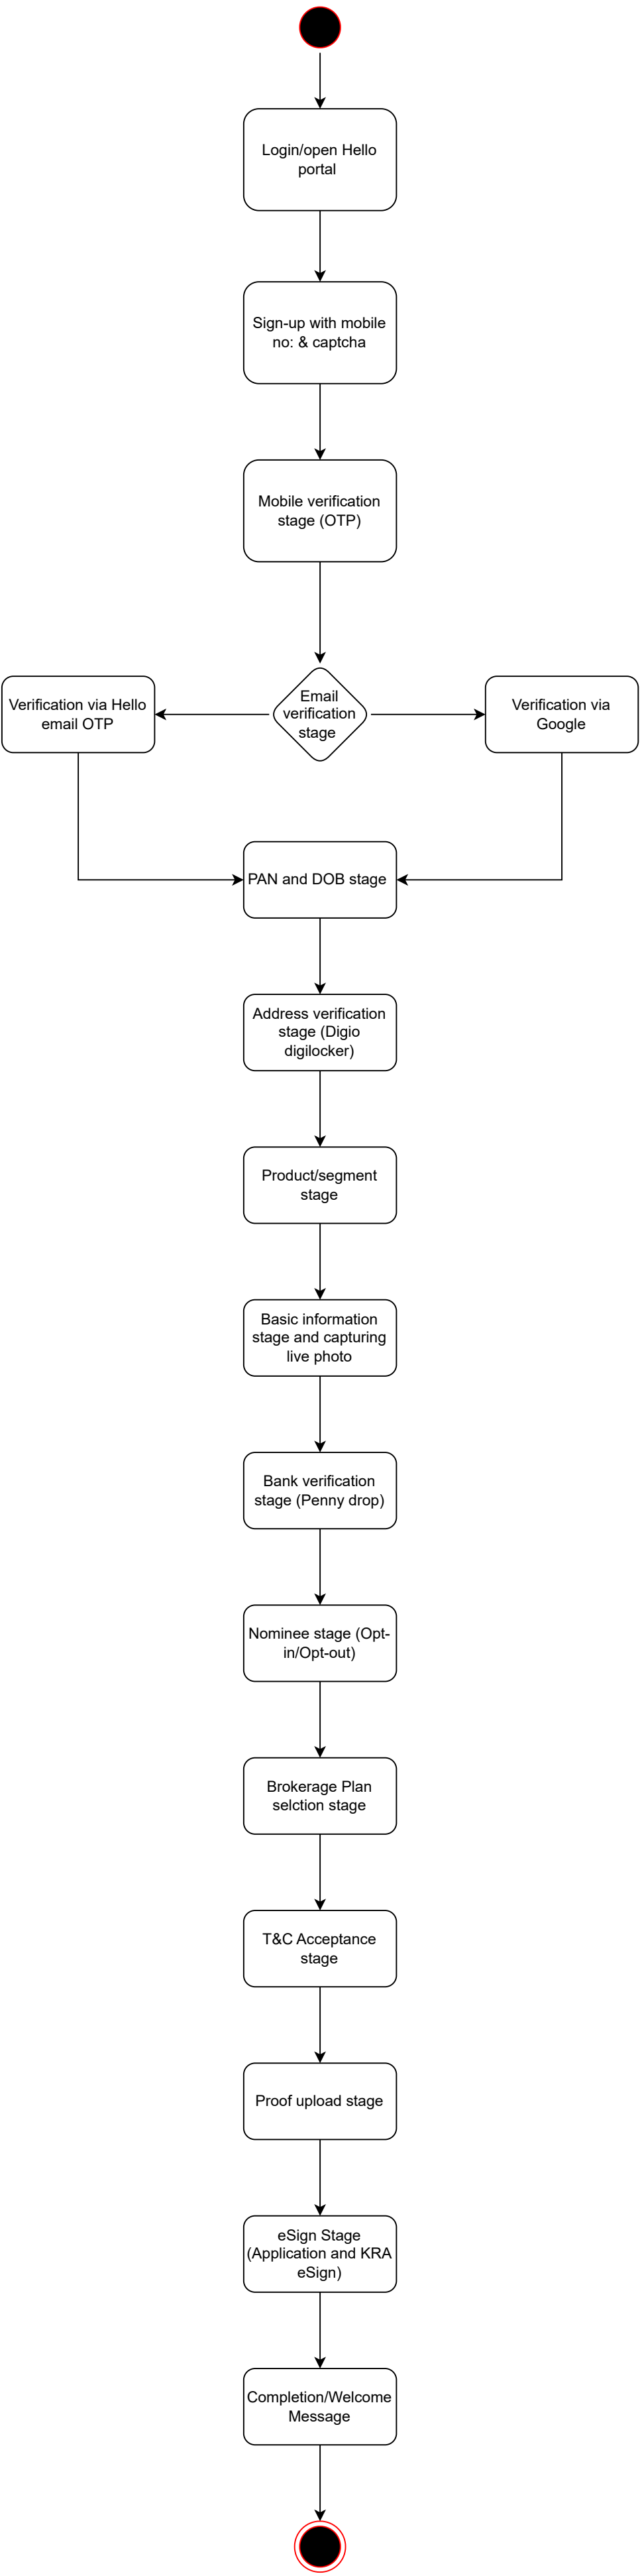 Login/open Hello
portal
Sign-up with mobile
no: & captcha
Mobile verification
stage (OTP)
Verification via Hello
email OTP
Email
verification
stage
Verification via
Google
PAN and DOB stage
Address verification
stage (Digio
digilocker)
Product/segment
stage
Basic information
stage and capturing
live photo
Bank verification
stage (Penny drop)
Nominee stage (Opt-
in/Opt-out)
Brokerage Plan
selction stage
T&C Acceptance
stage
Proof upload stage
eSign Stage
(Application and KRA
eSign)
Completion/Welcome
Message